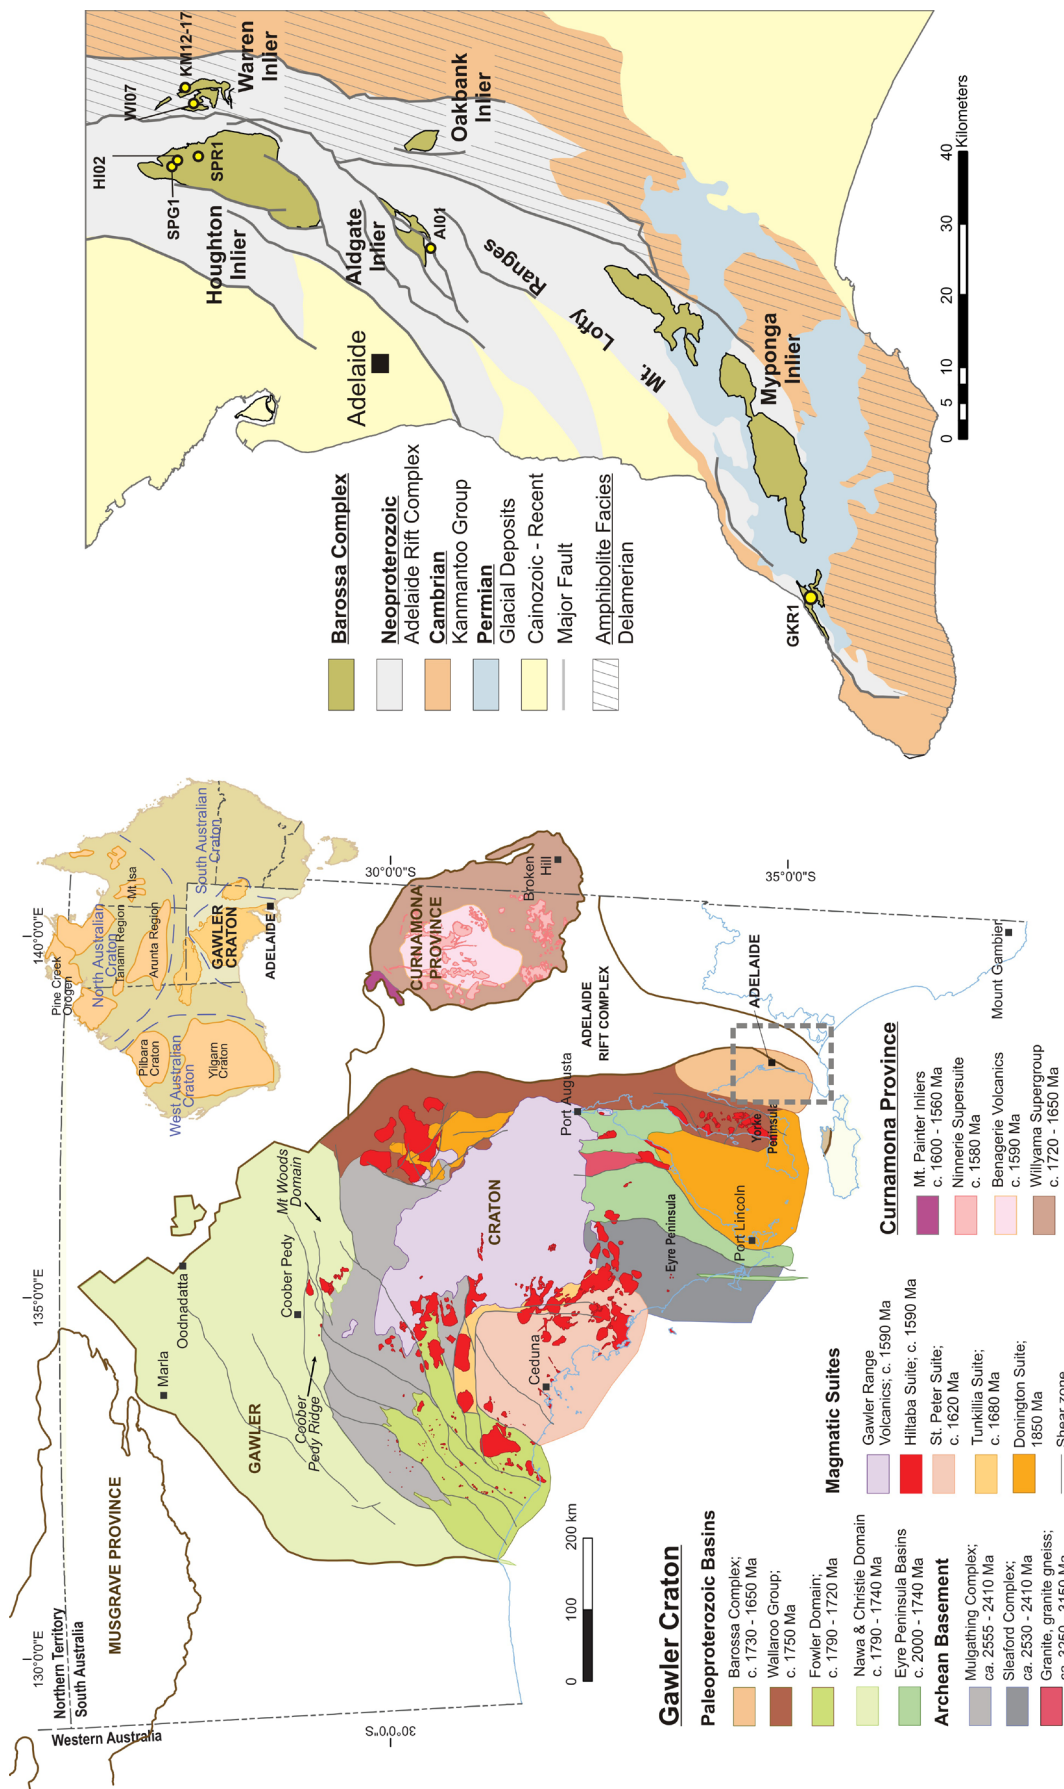 130°0'0"E
135°0'0"E
140°0'0"E
Northern Territory
South Australia
Western Australia
MUSGRAVE PROVINCE
30°0'0"S
30°0'0"S
35°0'0"S
Marla
Oodnadatta
GAWLER
Coober Pedy
Coober
Pedy Ridge
Mt Woods
Domain
CRATON
Ceduna
Eyre Peninsula
Port Lincoln
Port Augusta
Yorke
Peninsula
ADELAIDE
RIFT COMPLEX
ADELAIDE
CURNAMONA
PROVINCE
Broken
Hill
Mount Gambier
0
100
200 km
Pine Creek
Orogen
North Australian
Craton
Tanami Region
Mt Isa
Arunta Region
Pilbara
Craton
West Australian
Craton
Yilgarn
Craton
GAWLER
CRATON
South Australian
Craton
ADELAIDE
Gawler Craton
Paleoproterozoic Basins
Barossa Complex;
c. 1730 - 1650 Ma
Wallaroo Group;
c. 1750 Ma
Fowler Domain;
c. 1790 - 1720 Ma
Nawa & Christie Domain
c. 1790 - 1740 Ma
Eyre Peninsula Basins
c. 2000 - 1740 Ma
Archean Basement
Mulgathing Complex;
ca. 2555 - 2410 Ma
Sleaford Complex;
ca. 2530 - 2410 Ma
Granite, granite gneiss;
ca. 3250 - 3150 Ma
Magmatic Suites
Gawler Range
Volcanics; c. 1590 Ma
Hiltaba Suite; c. 1590 Ma
St. Peter Suite;
c. 1620 Ma
Tunkillia Suite;
c. 1680 Ma
Donington Suite;
1850 Ma
Shear zone
Curnamona Province
Mt. Painter Inliers
c. 1600 - 1560 Ma
Ninnerie Supersuite
c. 1580 Ma
Benagerie Volcanics
c. 1590 Ma
Willyama Supergroup
c. 1720 - 1650 Ma
Barossa Complex
Neoproterozoic
Adelaide Rift Complex
Cambrian
Kanmantoo Group
Permian
Glacial Deposits
Cainozoic - Recent
Major Fault
Amphibolite Facies
Delamerian
HI02
WI07
KM12-17
Warren
Inlier
SPG1
SPR1
Houghton
Inlier
Oakbank
Inlier
Aldgate
Inlier
AI01
Adelaide
Mt.
Lofty
Ranges
Myponga
Inlier
GKR1
0
5
10
20
30
40
Kilometers